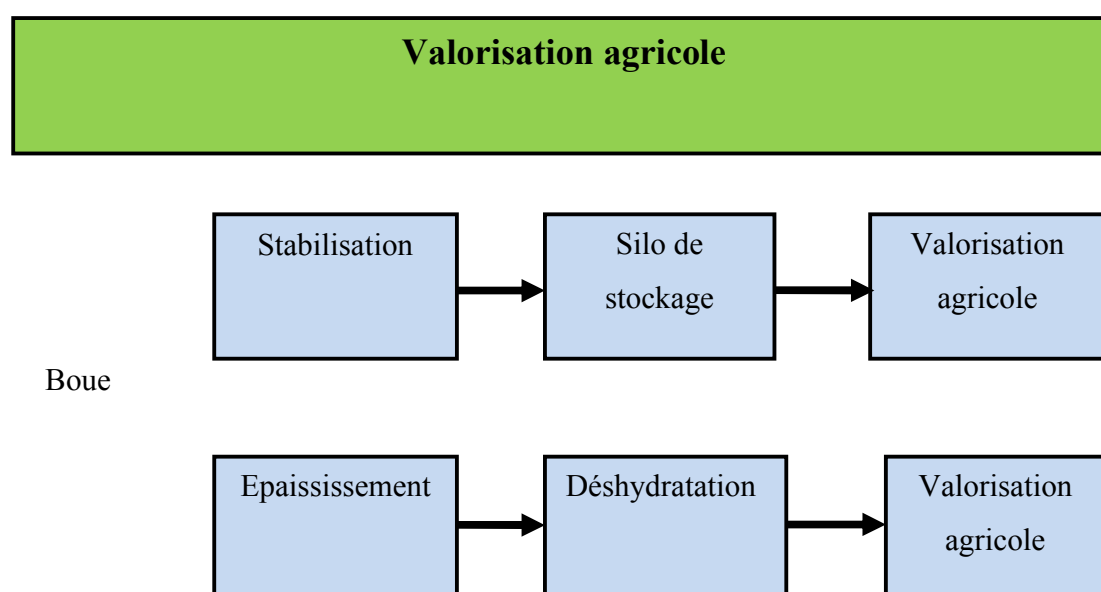 Valorisation agricole
Stabilisation
Silo de
stockage
Valorisation
agricole
Boue
Epaississement
Déshydratation
Valorisation
agricole